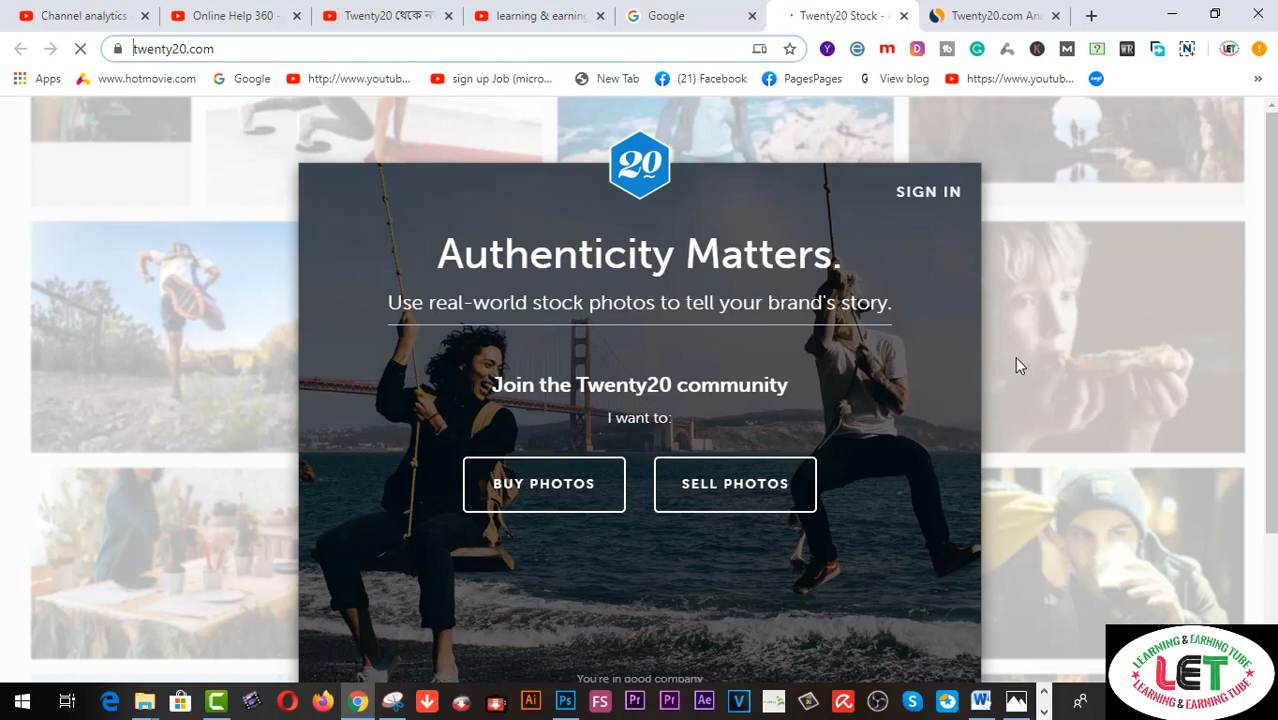 Channel analytics
Online Help 360 -
Twenty20 থেকে
learning & earning
Google
Twenty20 Stock - A
Twenty20.com Ana
twenty20.com
Apps
www.hotmovie.com
Google
http://www.youtub...
sign up Job (micro...
New Tab
(21) Facebook
PagesPages
View blog
https://www.youtub...
20
SIGN IN
Authenticity Matters.
Use real-world stock photos to tell your brand's story.
Join the Twenty20 community
I want to:
BUY PHOTOS
SELL PHOTOS
You're in good company
LEARNING & EARNING TUBE
LET
LEARNING & EARNING TUBE